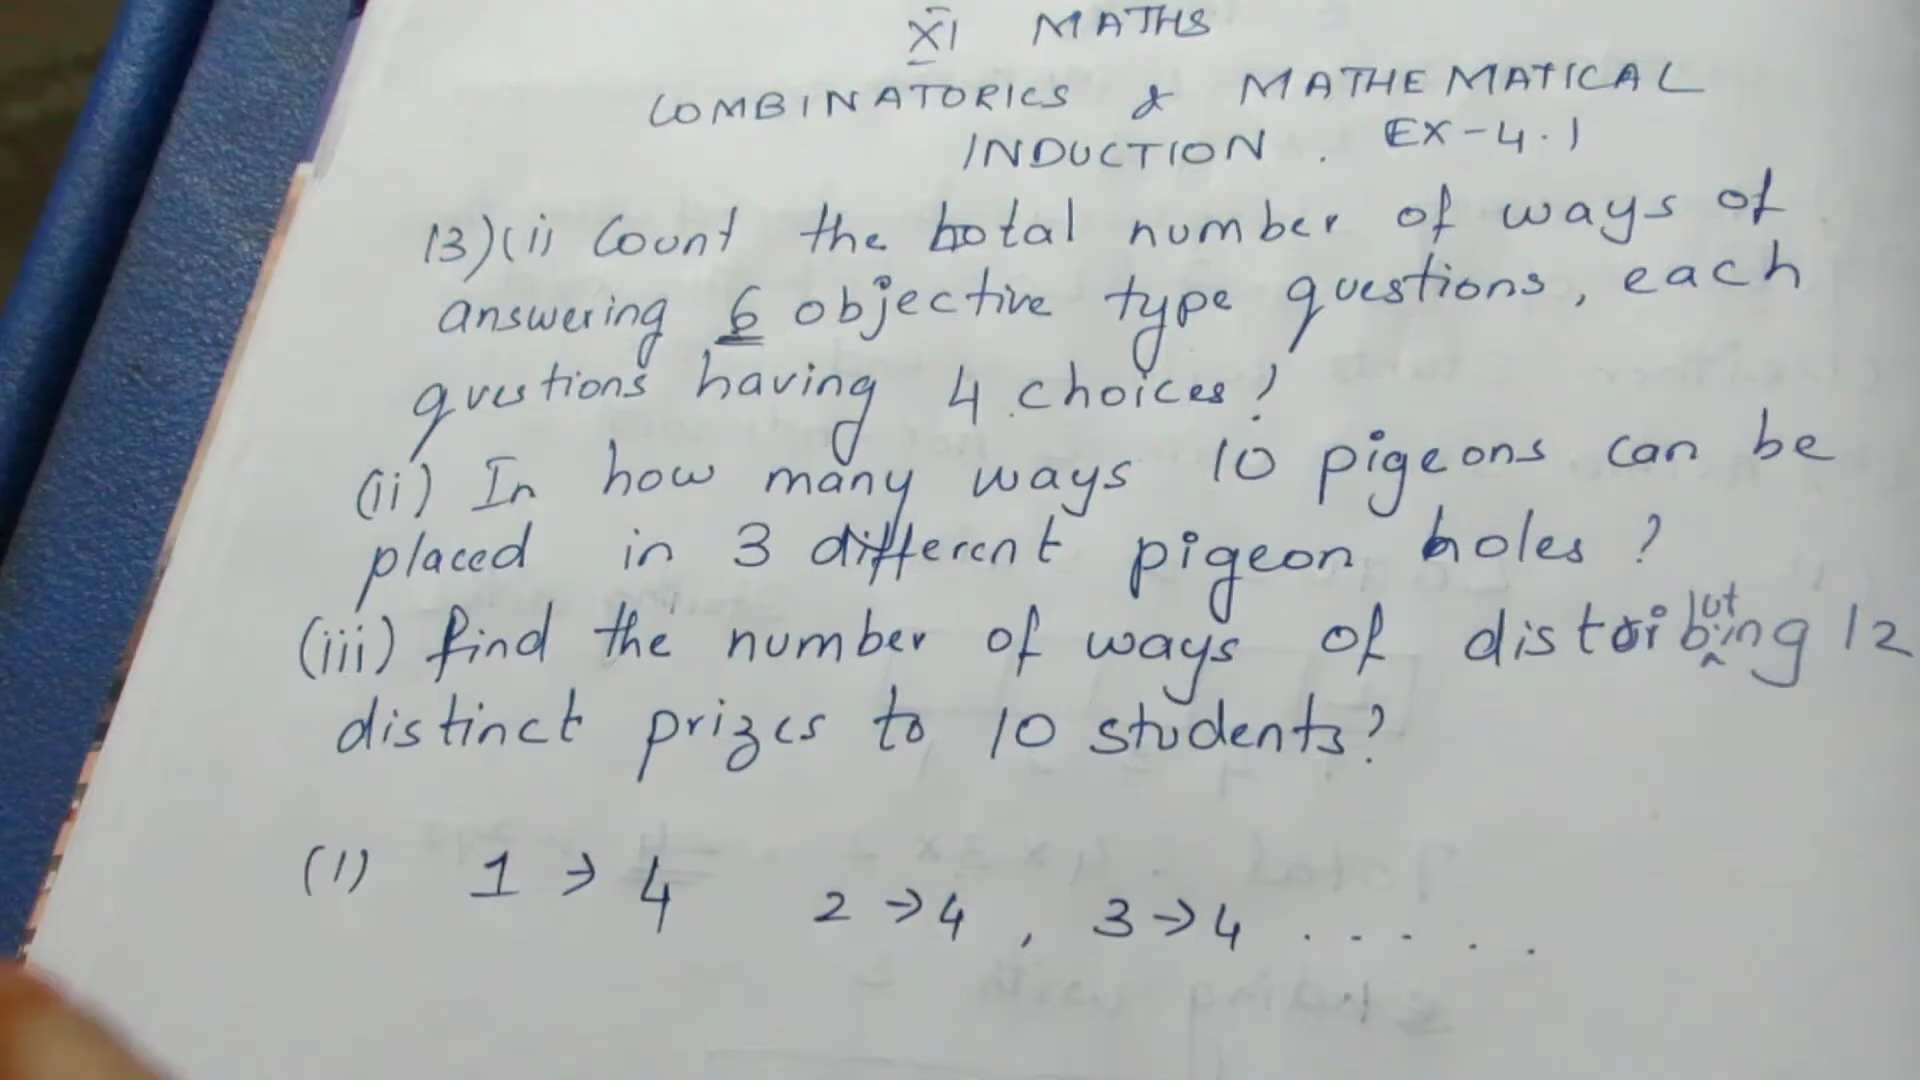 XI MATHS
COMBINATORICS & MATHEMATICAL
INDUCTION. EX-4.1
13)(i) Count the total number of ways of
answering 6 objective type questions, each
questions having 4 choices?
(ii) In how many ways 10 pigeons can be
placed in 3 different pigeon holes?
(iii) find the number of ways of distributing 12
distinct prizes to 10 students?
(1) 1 → 4 2 → 4, 3 → 4 ......